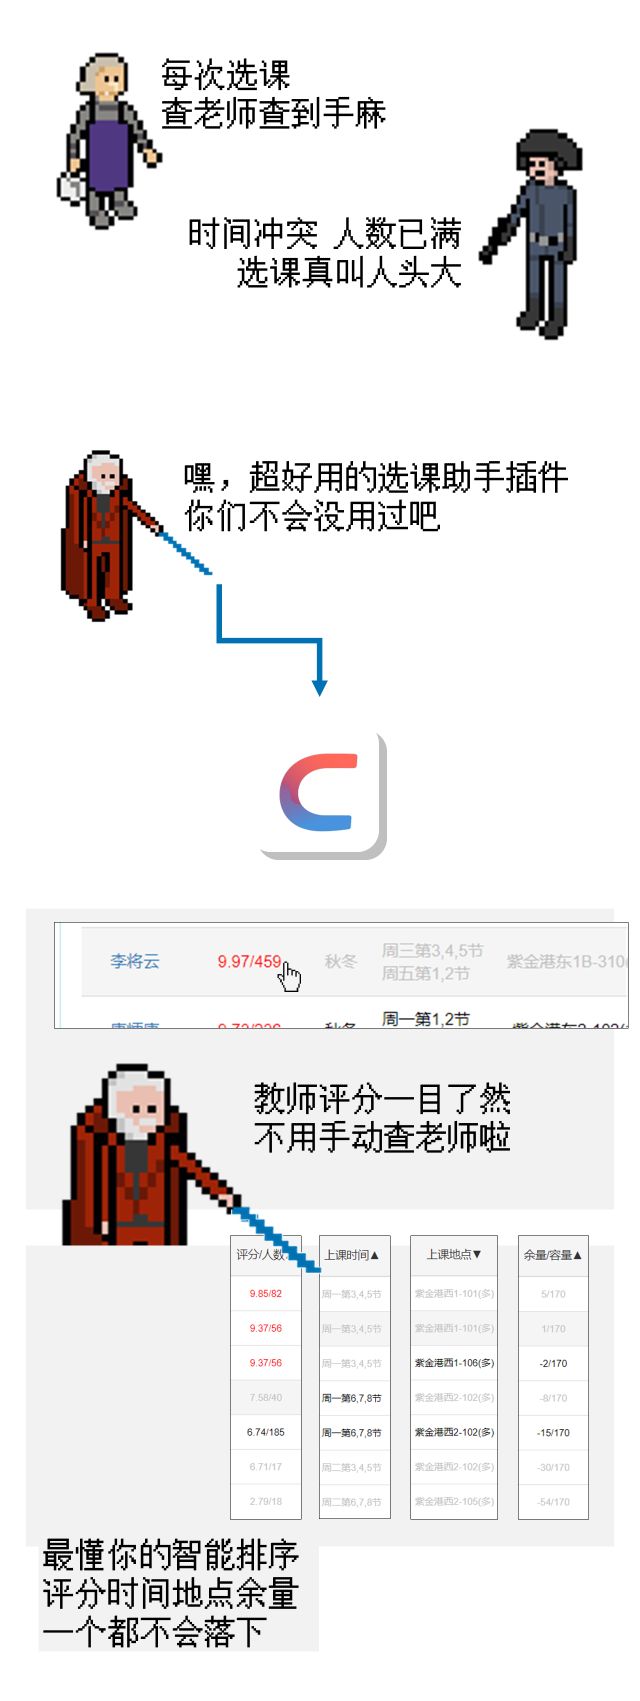 每次选课
查老师查到手麻
时间冲突 人数已满
选课真叫人头大
嘿，超好用的选课助手插件
你们不会没用过吧
C
李将云 9.97/459 秋冬 周三第3,4,5节 周五第1,2节 紫金港东1B-310(
周一第1,2节
教师评分一目了然
不用手动查老师啦
评分/人数 上课时间▲ 上课地点▼ 余量/容量▲
9.85/82 周一第3,4,5节 紫金港西1-101(多) 5/170
9.37/56 周一第3,4,5节 紫金港西1-101(多) 1/170
9.37/56 周一第3,4,5节 紫金港西1-106(多) -2/170
7.58/40 周一第6,7,8节 紫金港西2-102(多) -8/170
6.74/185 周一第6,7,8节 紫金港西2-102(多) -15/170
6.71/17 周二第3,4,5节 紫金港西2-102(多) -30/170
2.79/18 周二第6,7,8节 紫金港西2-105(多) -54/170
最懂你的智能排序
评分时间地点余量
一个都不会落下